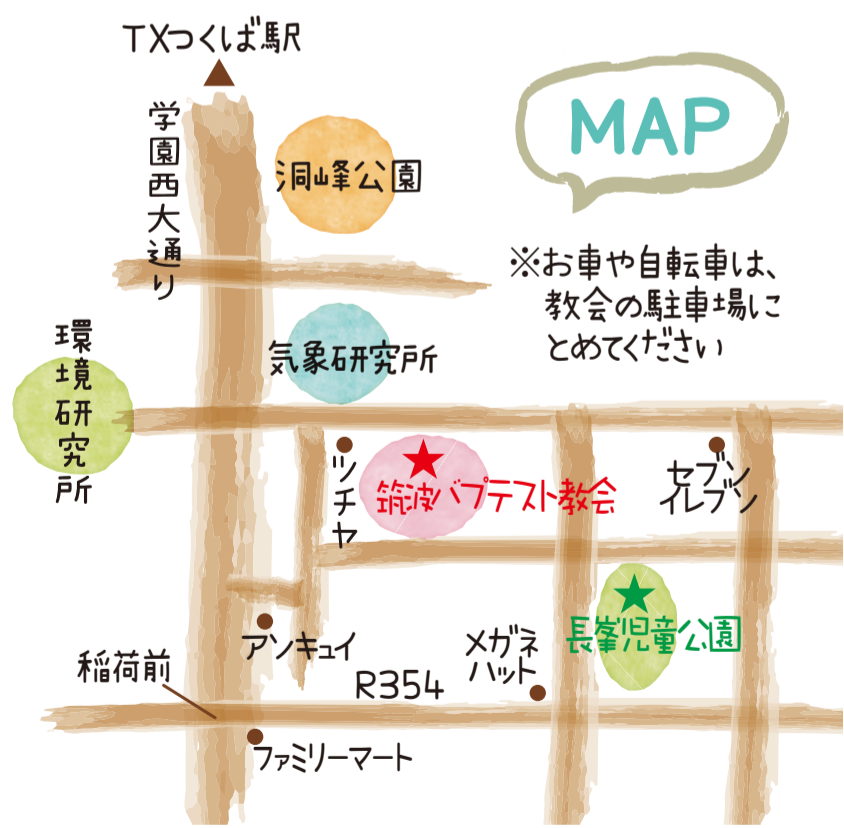 TXつくば駅
MAP
学園西大通り
洞峰公園
※お車や自転車は、
教会の駐車場に
とめてください
気象研究所
環境研究所
ツチヤ
筑波バプテスト教会
セブン
イレブン
長峯児童公園
アンキュイ
メガネ
ハット
稲荷前
R354
ファミリーマート